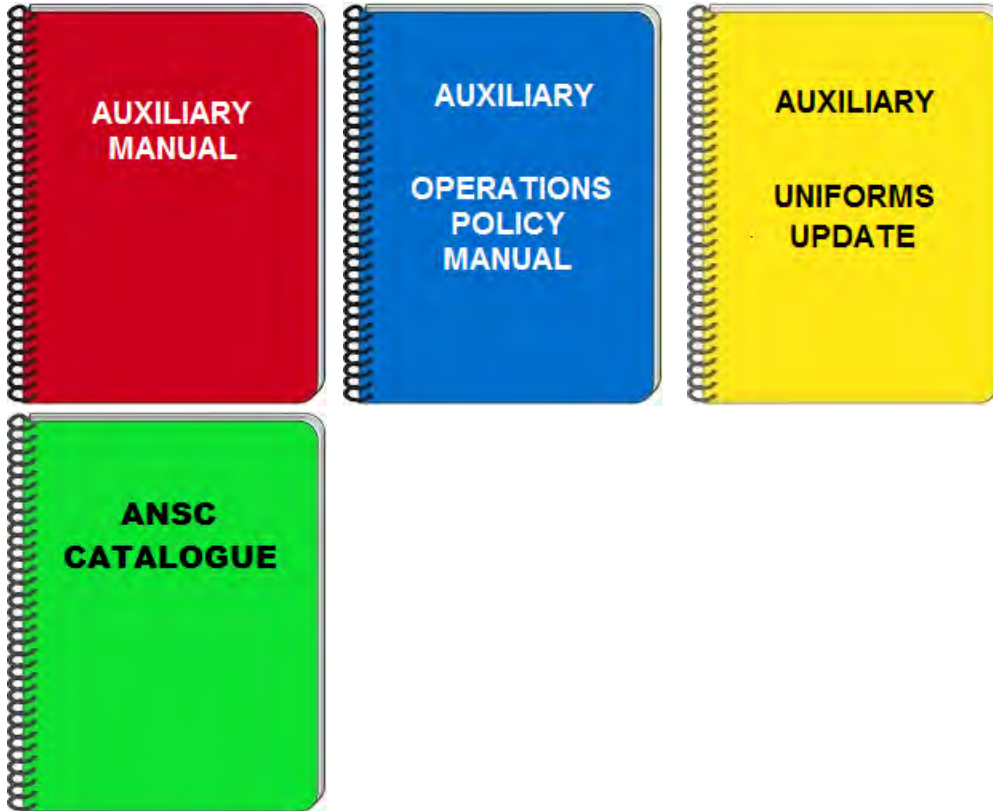 AUXILIARY
MANUAL
AUXILIARY
OPERATIONS
POLICY
MANUAL
AUXILIARY
UNIFORMS
UPDATE
ANSC
CATALOGUE